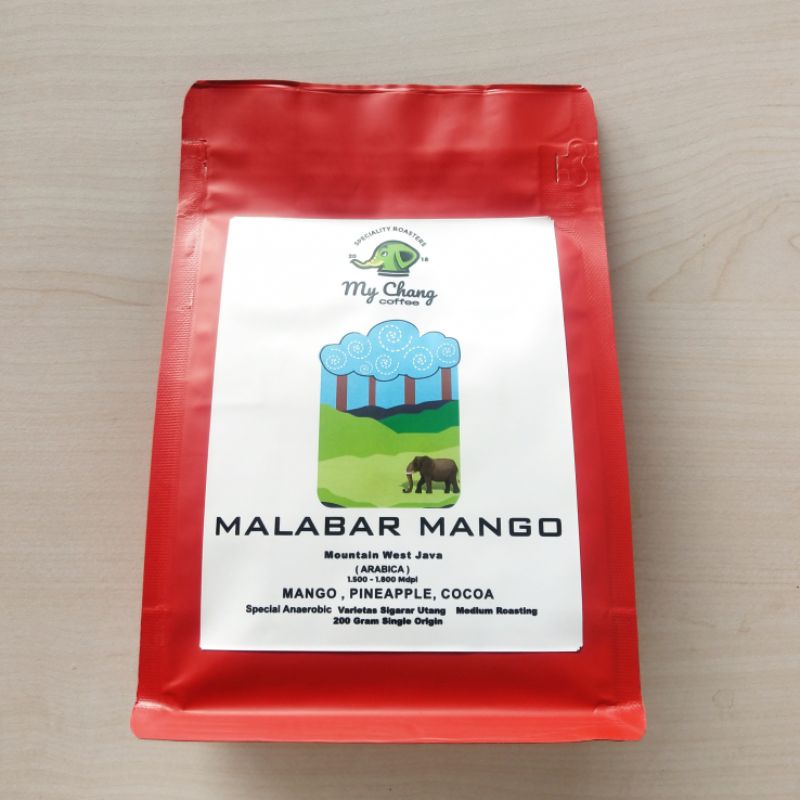 SPECIALITY ROASTERS
20 18
My Chang
coffee
MALABAR MANGO
Mountain West Java
( ARABICA )
1.500 - 1.800 Mdpl
MANGO , PINEAPPLE, COCOA
Special Anaerobic Varietas Sigarar Utang Medium Roasting
200 Gram Single Origin